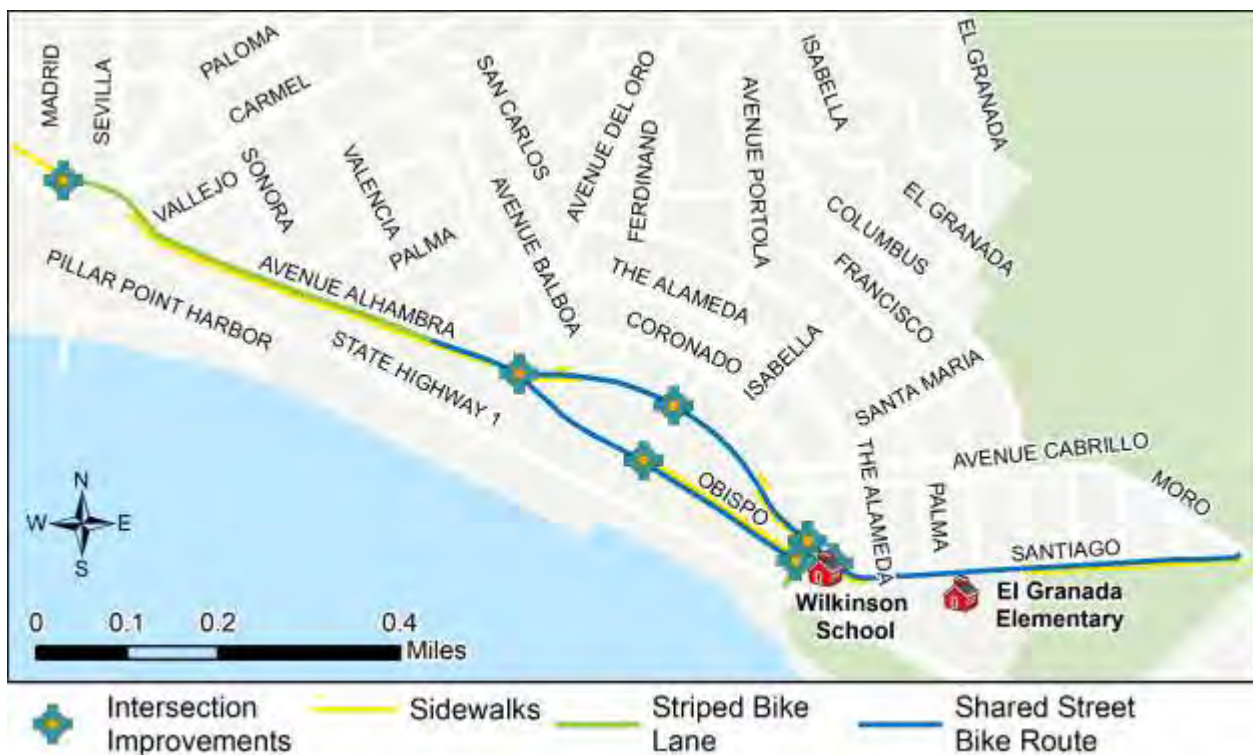 MADRID
SEVILLA
PALOMA
CARMEL
VALLEJO
SONORA
VALENCIA
PALMA
SAN CARLOS
AVENUE DEL ORO
FERDINAND
AVENUE BALBOA
AVENUE PORTOLA
ISABELLA
EL GRANADA
EL GRANADA
COLUMBUS
FRANCISCO
THE ALAMEDA
CORONADO
ISABELLA
SANTA MARIA
AVENUE ALHAMBRA
PILLAR POINT HARBOR
STATE HIGHWAY 1
OBISPO
THE ALAMEDA
AVENUE CABRILLO
PALMA
MORO
SANTIAGO
Wilkinson
School
El Granada
Elementary
N
W E
S
0 0.1 0.2 0.4
Miles
Intersection
Improvements
Sidewalks
Striped Bike
Lane
Shared Street
Bike Route